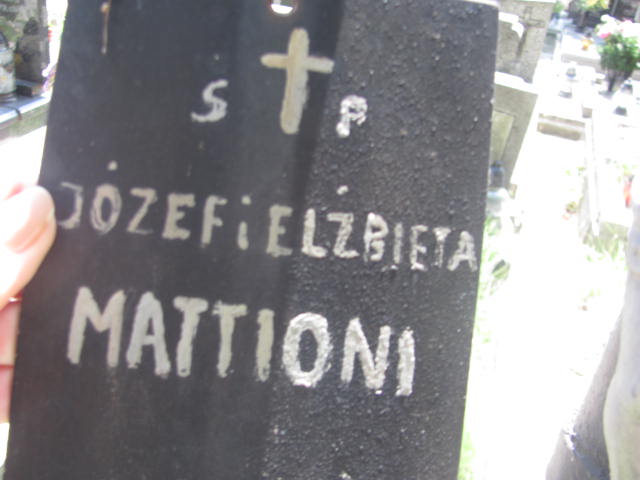 S P
JÓZEF i ELŻBIETA
MATTIONI